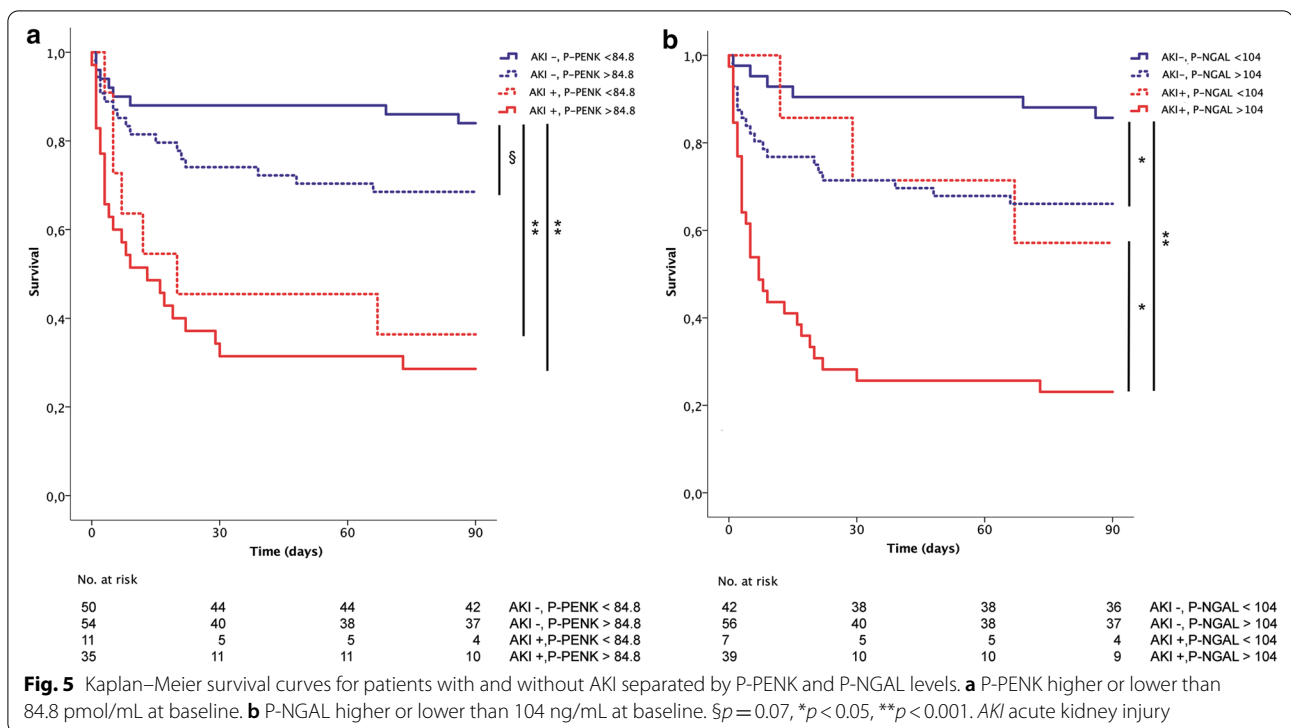 a
AKI -, P-PENK <84.8
AKI -, P-PENK >84.8
AKI +, P-PENK <84.8
AKI +, P-PENK >84.8
1,0
0,8
0,6
0,4
0,2
0,0
Survival
§
**
**
0
30
60
90
Time (days)
No. at risk
50 44 44 42 AKI -, P-PENK < 84.8
54 40 38 37 AKI -, P-PENK > 84.8
11 5 5 4 AKI +,P-PENK < 84.8
35 11 11 10 AKI +,P-PENK > 84.8
b
AKI-, P-NGAL <104
AKI-, P-NGAL >104
AKI+, P-NGAL <104
AKI+, P-NGAL >104
1,0
0,8
0,6
0,4
0,2
0,0
Survival
*
*
**
0
30
60
90
Time (days)
No. at risk
42 38 38 36 AKI -, P-NGAL < 104
56 40 38 37 AKI -, P-NGAL > 104
7 5 5 4 AKI +,P-NGAL < 104
39 10 10 9 AKI +,P-NGAL > 104
Fig. 5 Kaplan–Meier survival curves for patients with and without AKI separated by P-PENK and P-NGAL levels. a P-PENK higher or lower than
84.8 pmol/mL at baseline. b P-NGAL higher or lower than 104 ng/mL at baseline. §p = 0.07, *p < 0.05, **p < 0.001. AKI acute kidney injury